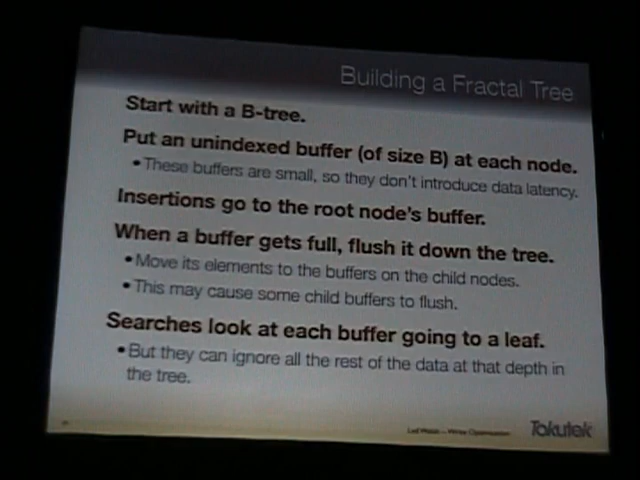 Building a Fractal Tree
Start with a B-tree.
Put an unindexed buffer (of size B) at each node.
• These buffers are small, so they don't introduce data latency.
Insertions go to the root node's buffer.
When a buffer gets full, flush it down the tree.
• Move its elements to the buffers on the child nodes.
• This may cause some child buffers to flush.
Searches look at each buffer going to a leaf.
• But they can ignore all the rest of the data at that depth in
the tree.
Tokutek